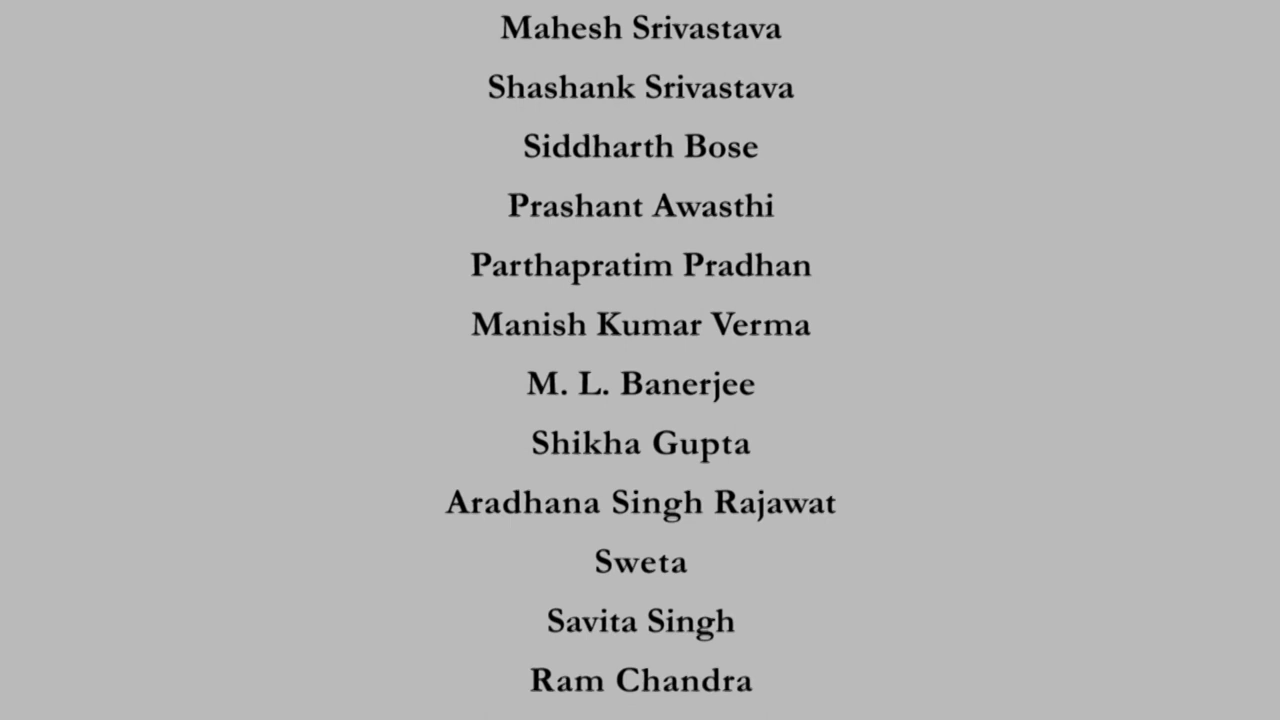 Mahesh Srivastava
Shashank Srivastava
Siddharth Bose
Prashant Awasthi
Parthapratim Pradhan
Manish Kumar Verma
M. L. Banerjee
Shikha Gupta
Aradhana Singh Rajawat
Sweta
Savita Singh
Ram Chandra